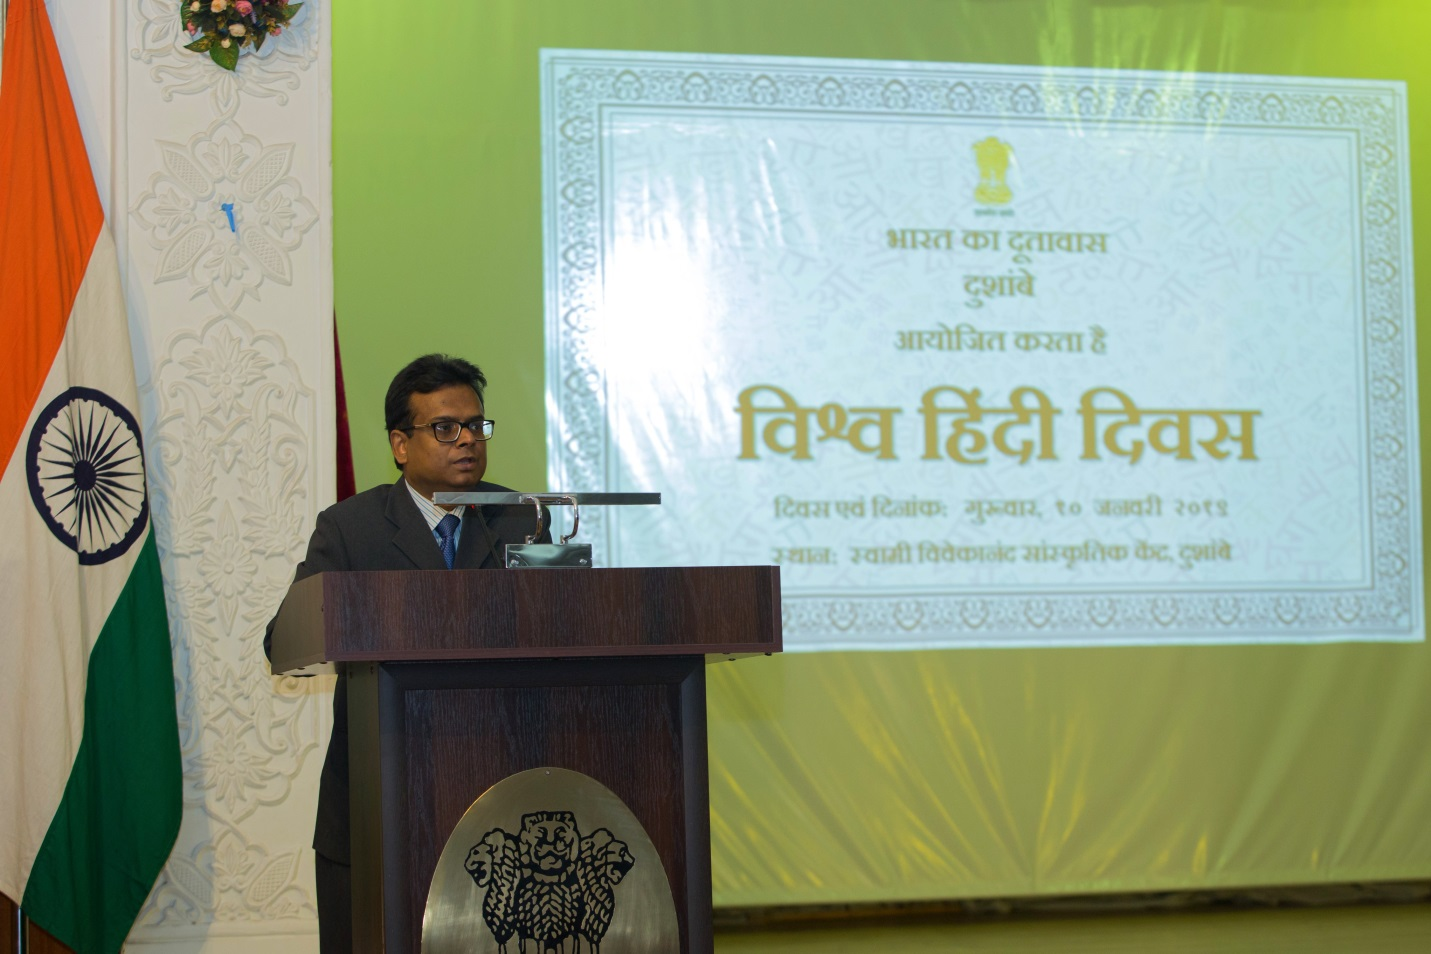 भारत का दूतावास
दुशांबे
आयोजित करता है
विश्व हिंदी दिवस
दिवस एवं दिनांक: गुरूवार, १० जनवरी २०१९
स्थान: स्वामी विवेकानंद सांस्कृतिक केंद्र, दुशांबे